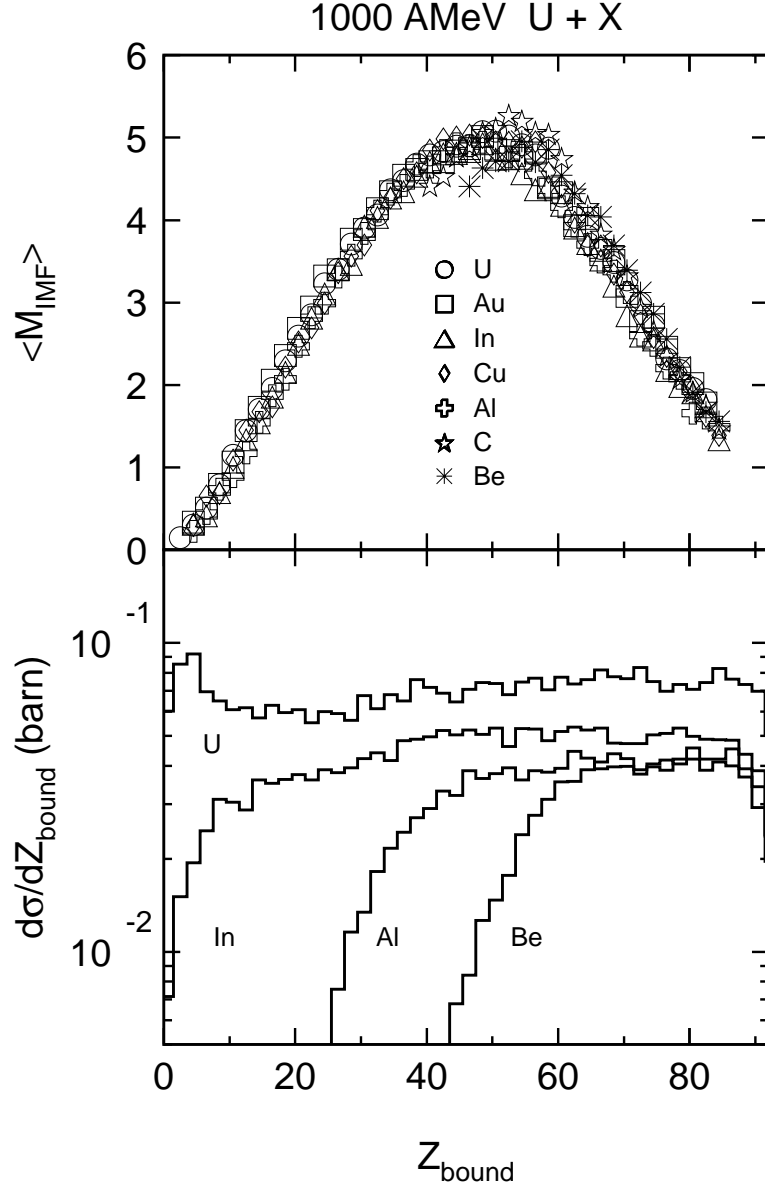 1000 AMeV U + X
6
5
4
3
2
1
0
<M_IMF>
U
Au
In
Cu
Al
C
Be
10^-1
10^-2
dσ/dZ_bound (barn)
U
In
Al
Be
0 20 40 60 80
Z_bound